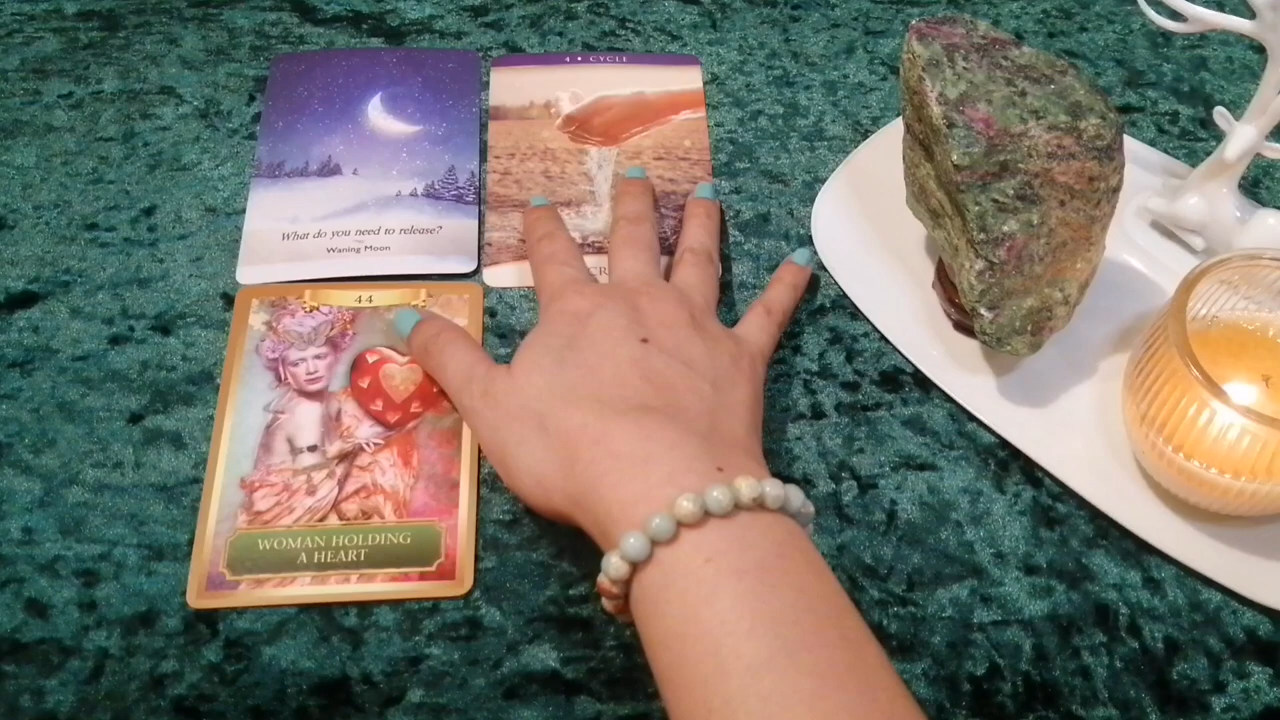 What do you need to release?
Waning Moon
4 • CYCLE
44
WOMAN HOLDING
A HEART